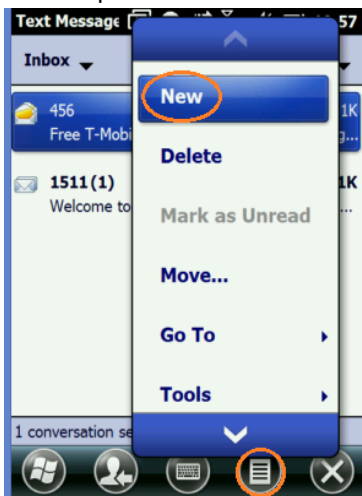 Text Message 57
Inbox
New
456 1K
Free T-Mobi g...
Delete
1511 (1) 1K
Welcome to ...
Mark as Unread
Move...
Go To
Tools
1 conversation se